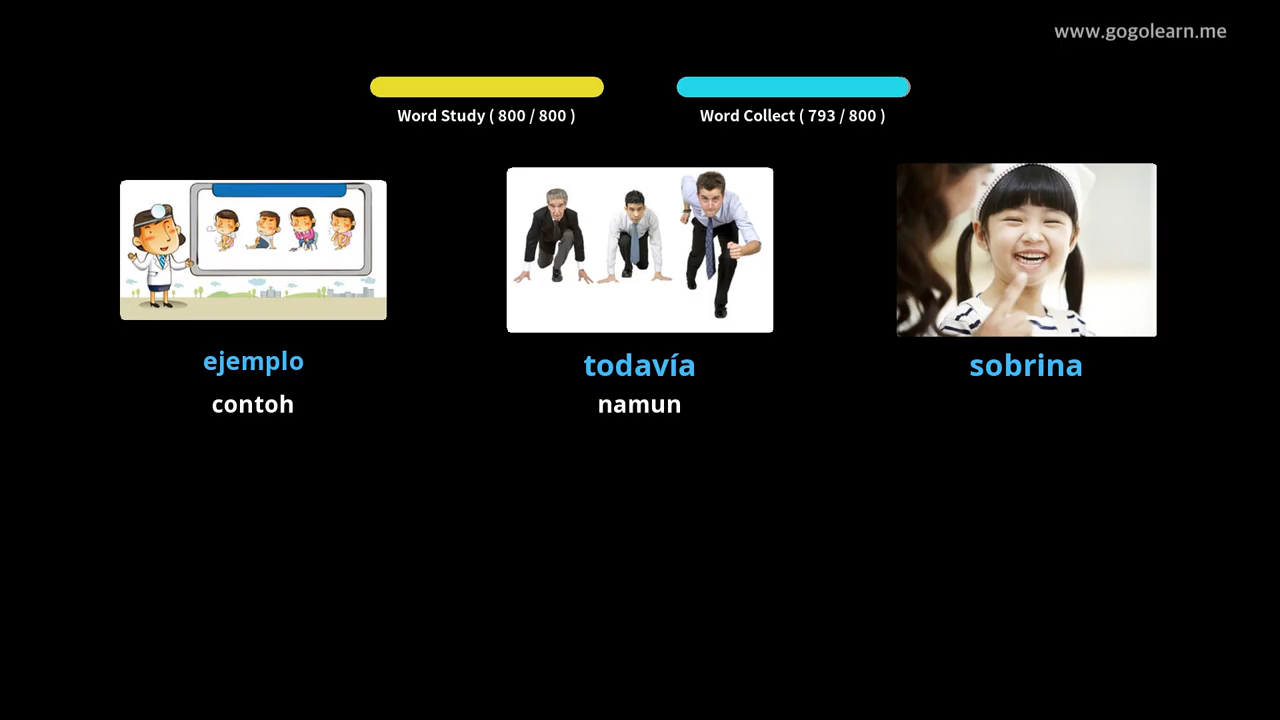 www.gogolearn.me
Word Study ( 800 / 800 )
Word Collect ( 793 / 800 )
ejemplo
contoh
todavía
namun
sobrina